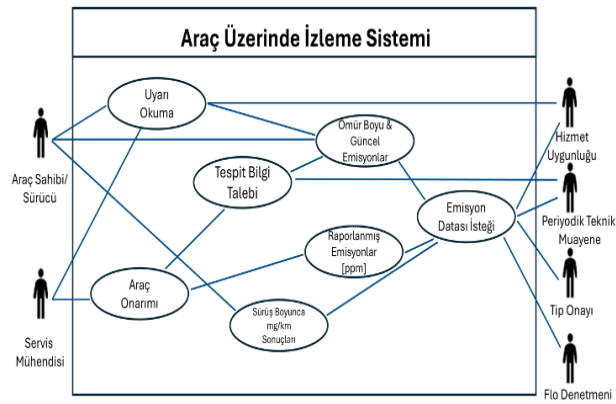 Araç Üzerinde İzleme Sistemi
Uyarı
Okuma
Ömür Boyu &
Güncel
Emisyonlar
Hizmet
Uygunluğu
Araç Sahibi/
Sürücü
Tespit Bilgi
Talebi
Emisyon
Datası İsteği
Periyodik Teknik
Muayene
Raporlanmış
Emisyonlar
[ppm]
Araç
Onarımı
Sürüş Boyunca
mg/km
Sonuçları
Tip Onayı
Servis
Mühendisi
Flo Denetmeni